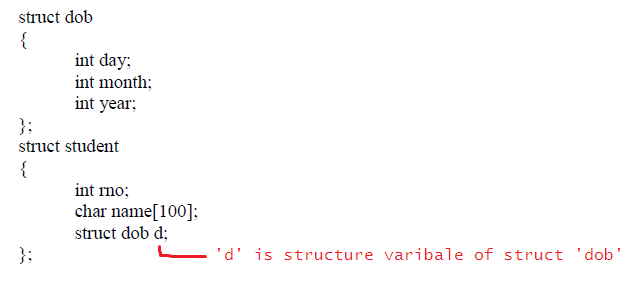 struct dob
{
int day;
int month;
int year;
};
struct student
{
int rno;
char name[100];
struct dob d;
}; 'd' is structure varibale of struct 'dob'